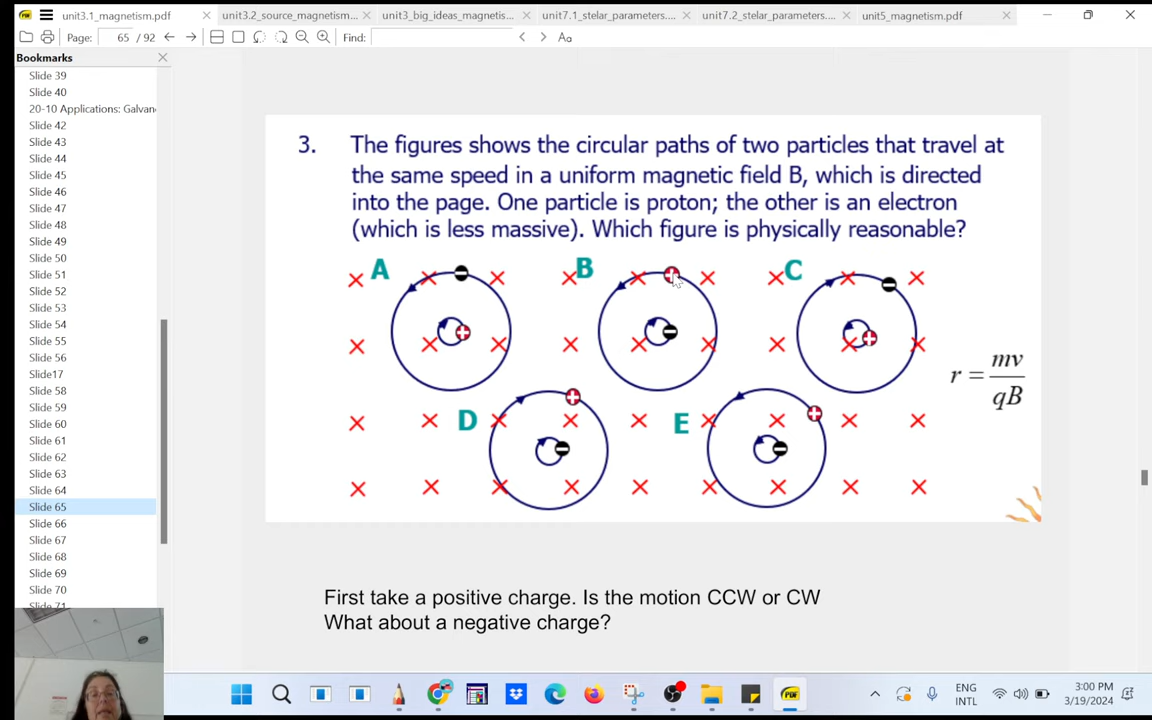 unit3.1_magnetism.pdf
unit3.2_source_magnetism....
unit3_big_ideas_magnetis...
unit7.1_stelar_parameters....
unit7.2_stelar_parameters....
unit5_magnetism.pdf
Page: 65 / 92
Find:
Aa
Bookmarks
Slide 39
Slide 40
20-10 Applications: Galvan
Slide 42
Slide 43
Slide 44
Slide 45
Slide 46
Slide 47
Slide 48
Slide 49
Slide 50
Slide 51
Slide 52
Slide 53
Slide 54
Slide 55
Slide 56
Slide17
Slide 58
Slide 59
Slide 60
Slide 61
Slide 62
Slide 63
Slide 64
Slide 65
Slide 66
Slide 67
Slide 68
Slide 69
Slide 70
Slide 71
3. The figures shows the circular paths of two particles that travel at
the same speed in a uniform magnetic field B, which is directed
into the page. One particle is proton; the other is an electron
(which is less massive). Which figure is physically reasonable?
A B C
D E
r = mv / qB
First take a positive charge. Is the motion CCW or CW
What about a negative charge?
PDF
ENG
INTL
3:00 PM
3/19/2024